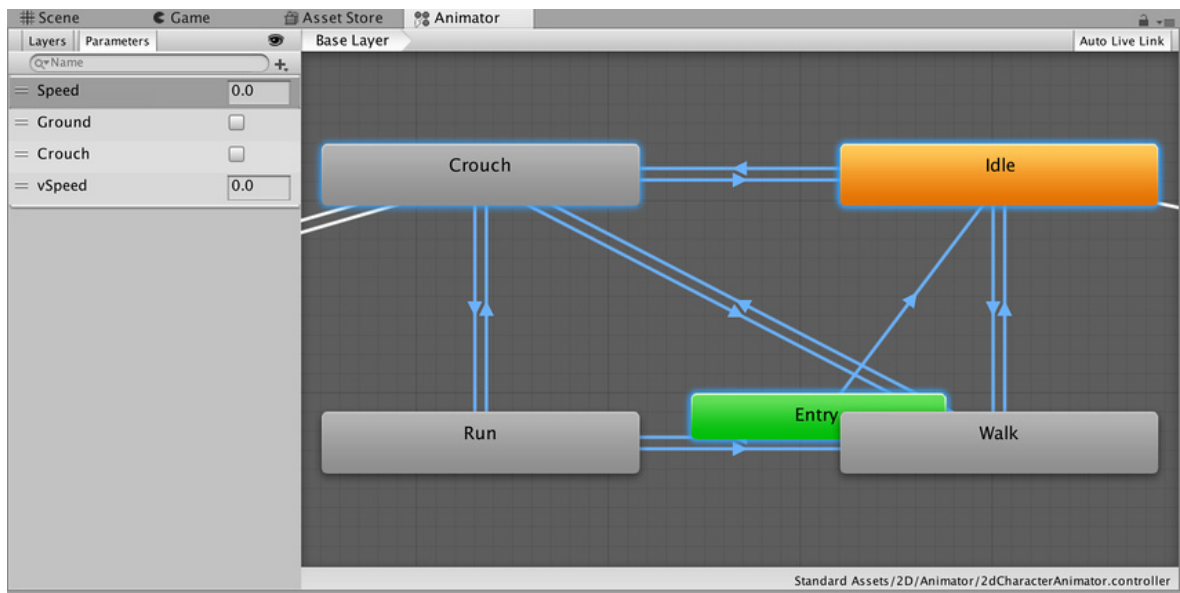 Scene Game Asset Store Animator
Layers Parameters Base Layer Auto Live Link
Name
Speed 0.0
Ground
Crouch
vSpeed 0.0
Crouch Idle
Entry
Run Walk
Standard Assets/2D/Animator/2dCharacterAnimator.controller